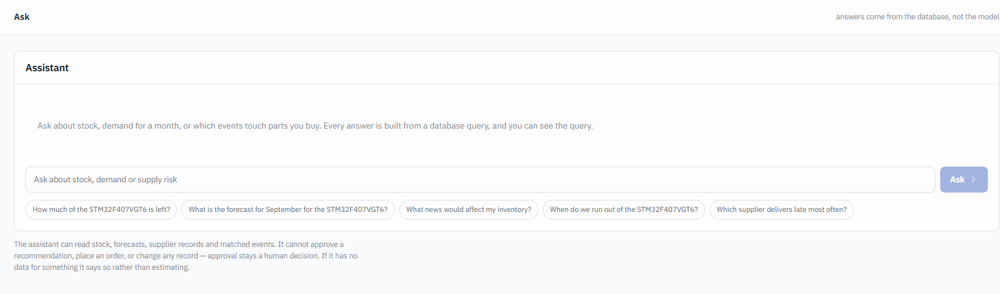 Ask
answers come from the database, not the model
Assistant
Ask about stock, demand for a month, or which events touch parts you buy. Every answer is built from a database query, and you can see the query.
Ask about stock, demand or supply risk
Ask
How much of the STM32F407VGT6 is left?
What is the forecast for September for the STM32F407VGT6?
What news would affect my inventory?
When do we run out of the STM32F407VGT6?
Which supplier delivers late most often?
The assistant can read stock, forecasts, supplier records and matched events. It cannot approve a
recommendation, place an order, or change any record — approval stays a human decision. If it has no
data for something it says so rather than estimating.